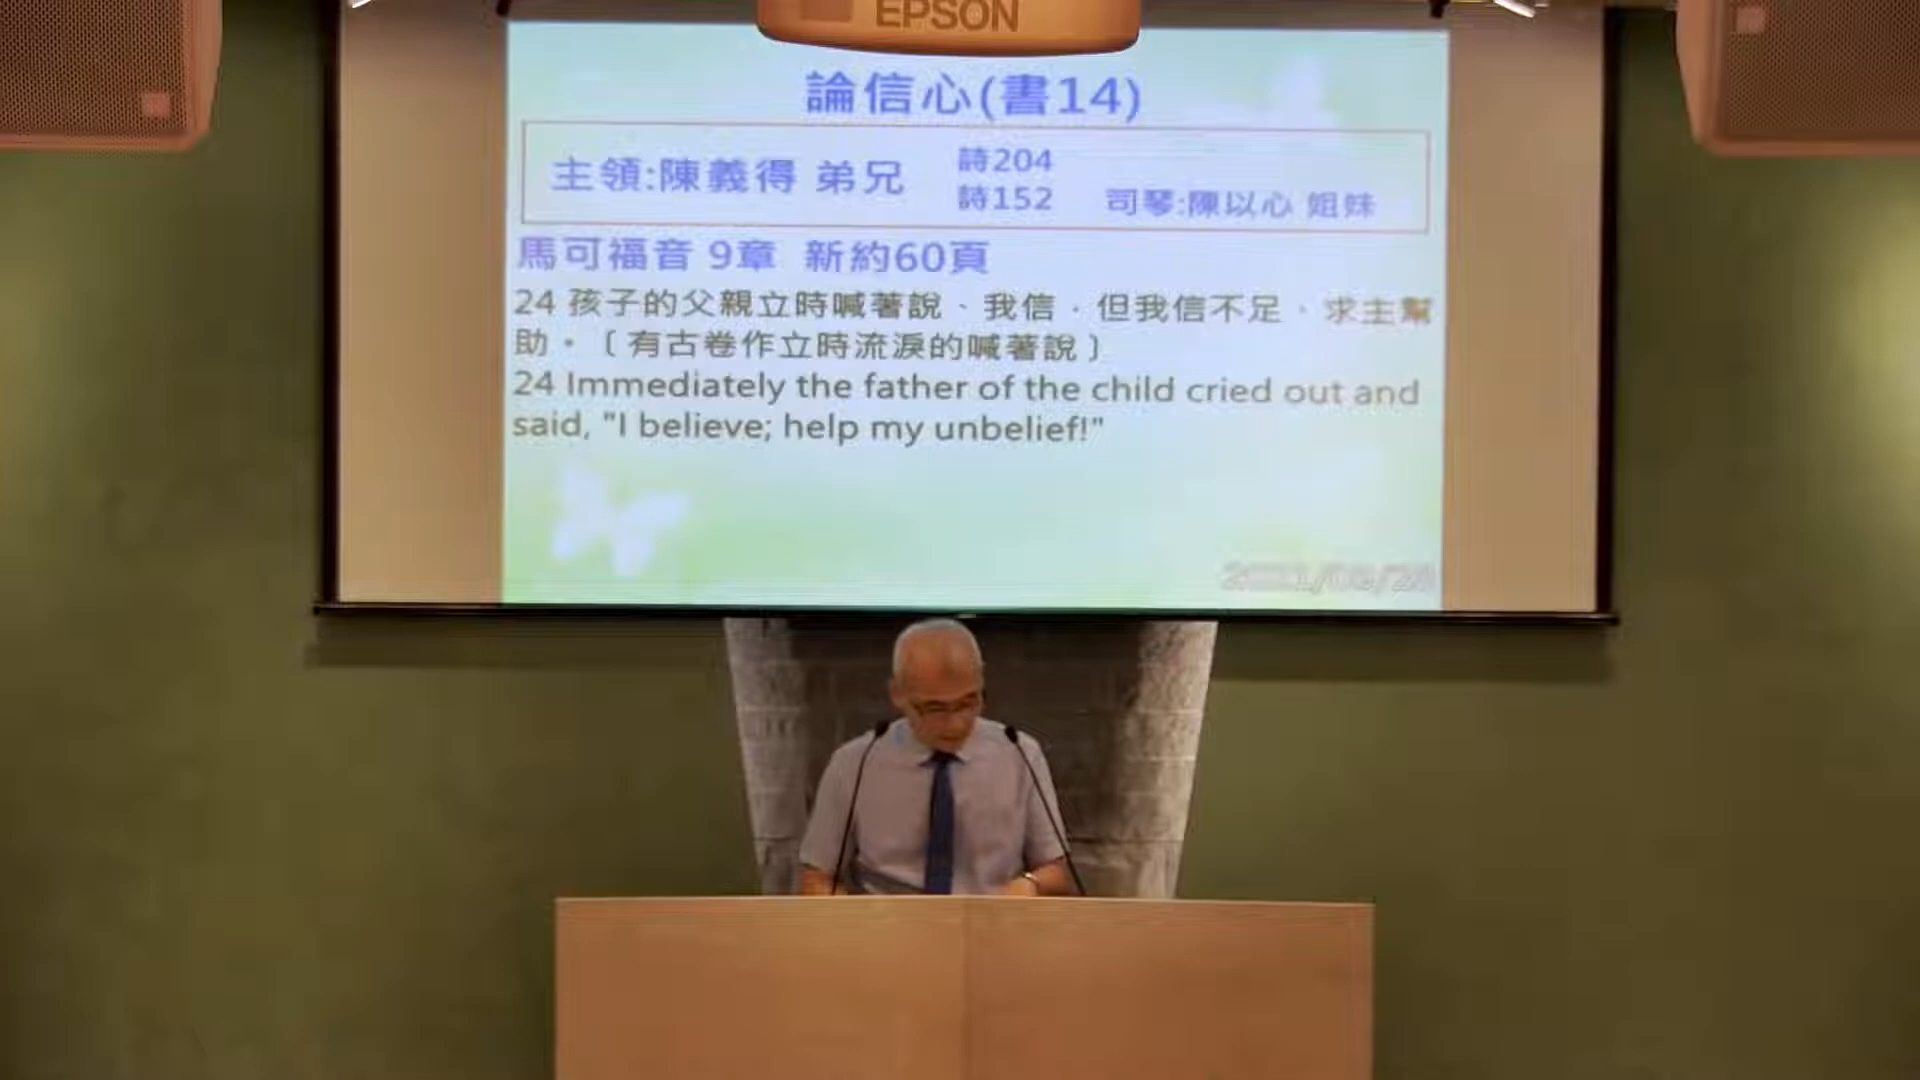 EPSON
論信心(書14)
主領:陳義得 弟兄
詩204
詩152 司琴:陳以心 姐妹
馬可福音 9章 新約60頁
24 孩子的父親立時喊著說、我信．但我信不足．求主幫
助。〔有古卷作立時流淚的喊著說〕
24 Immediately the father of the child cried out and
said, "I believe; help my unbelief!"